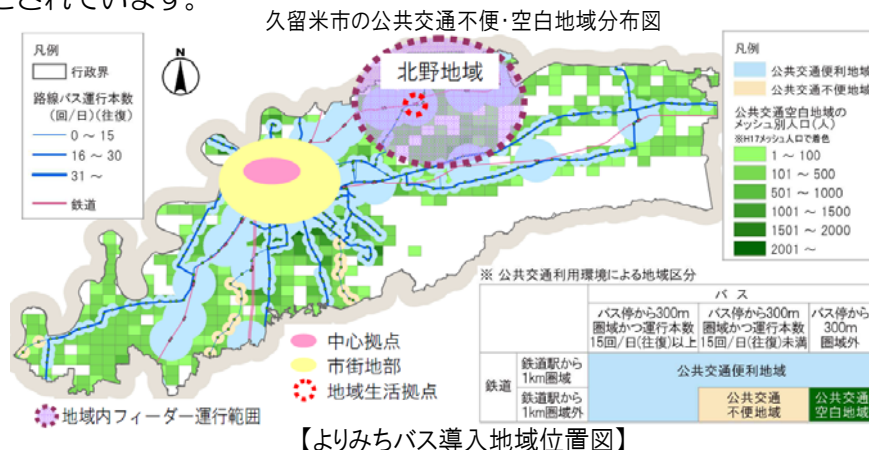 とされています。
久留米市の公共交通不便・空白地域分布図
凡例
行政界
路線バス運行本数
(回/日)(往復)
0 ～ 15
16 ～ 30
31 ～
鉄道
N
北野地域
凡例
公共交通便利地域
公共交通不便地域
公共交通空白地域の
メッシュ別人口(人)
※H17メッシュ人口で着色
1 ～ 100
101 ～ 500
501 ～ 1000
1001 ～ 1500
1501 ～ 2000
2001 ～
中心拠点
市街地部
地域生活拠点
地域内フィーダー運行範囲
※ 公共交通利用環境による地域区分
バ ス
バス停から300m
圏域かつ運行本数
15回/日(往復)以上
バス停から300m
圏域かつ運行本数
15回/日(往復)未満
バス停から
300m
圏域外
鉄道
鉄道駅から
1km圏域
鉄道駅から
1km圏域外
公共交通便利地域
公共交通
不便地域
公共交通
空白地域
【よりみちバス導入地域位置図】